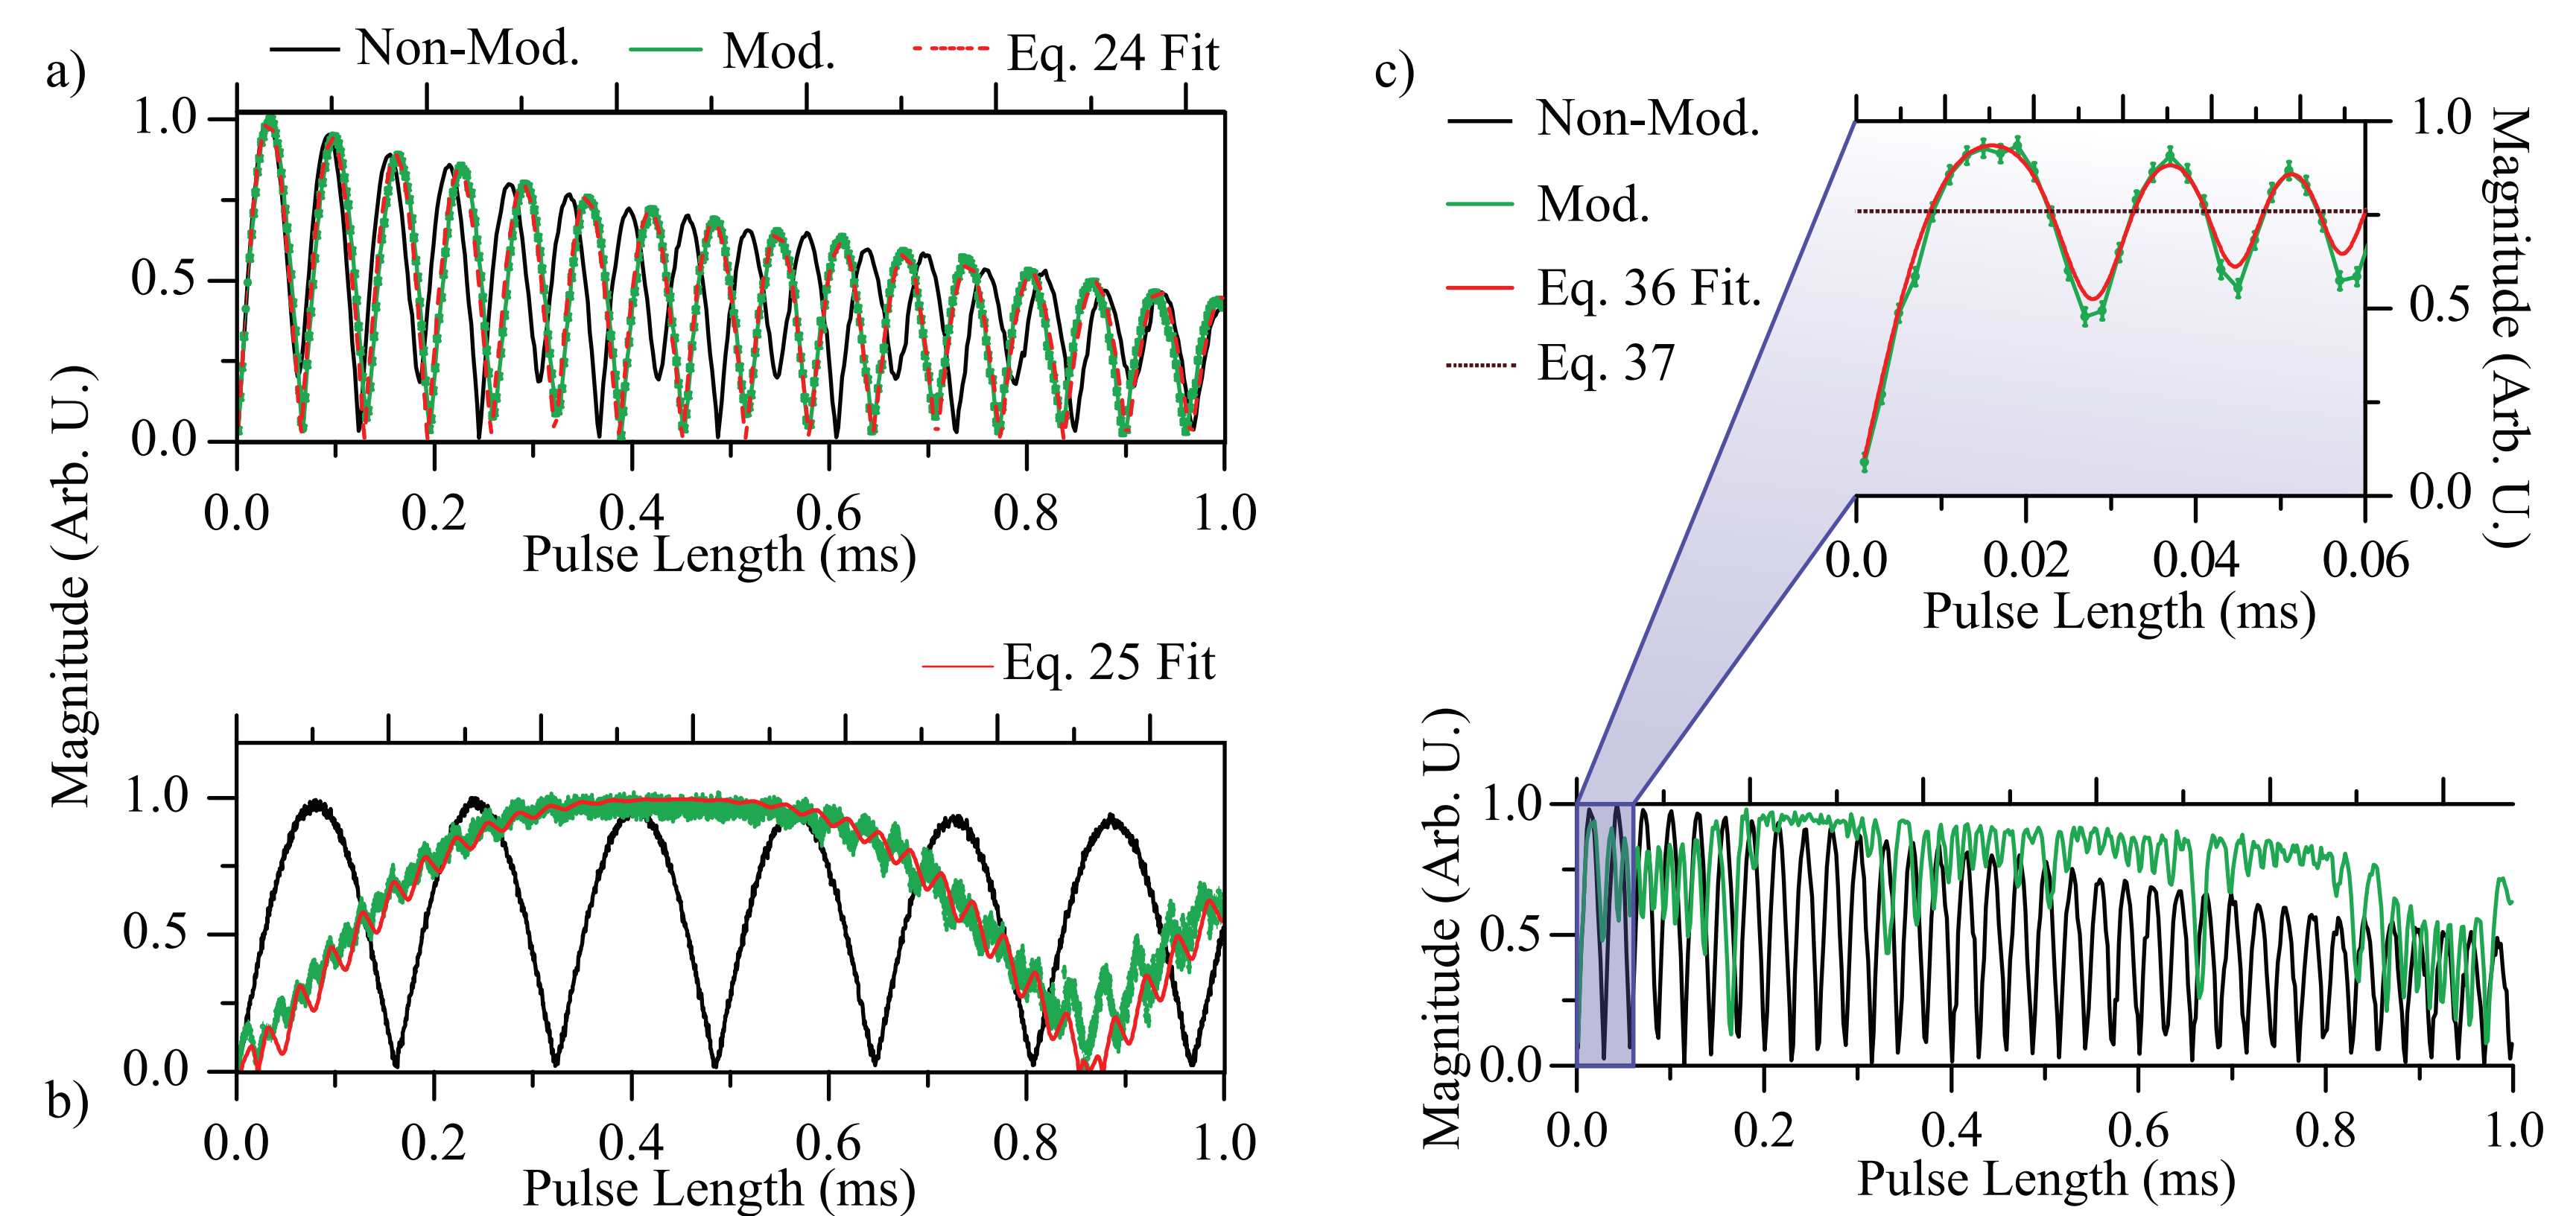 a)
Non-Mod.
Mod.
Eq. 24 Fit
1.0
0.5
0.0
0.0 0.2 0.4 0.6 0.8 1.0
Pulse Length (ms)
Magnitude (Arb. U.)
Eq. 25 Fit
1.0
0.5
0.0
b)
0.0 0.2 0.4 0.6 0.8 1.0
Pulse Length (ms)
c)
Non-Mod.
Mod.
Eq. 36 Fit.
Eq. 37
1.0
0.5
0.0
Magnitude (Arb. U.)
0.0 0.02 0.04 0.06
Pulse Length (ms)
Magnitude (Arb. U.)
1.0
0.5
0.0
0.0 0.2 0.4 0.6 0.8 1.0
Pulse Length (ms)